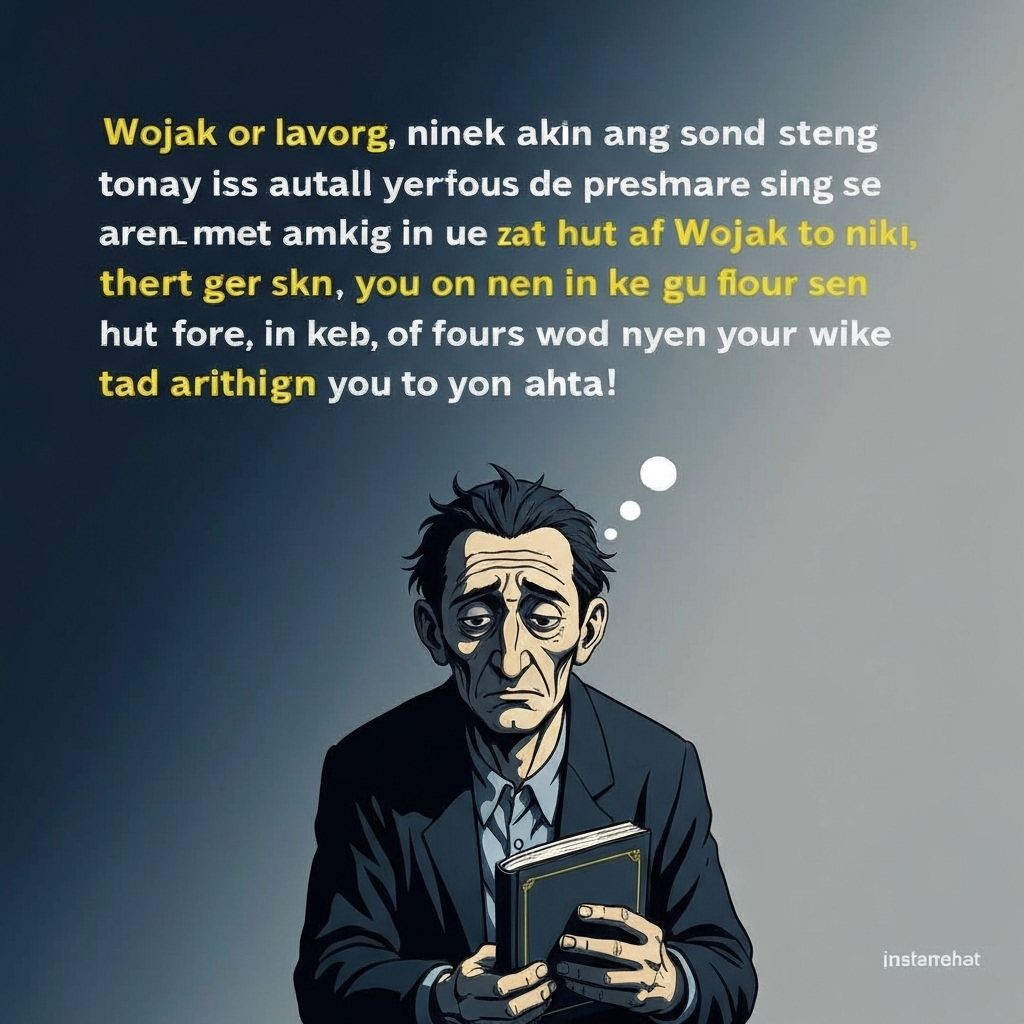 Wojak or lavorg, ninek akin ang sond steng
tonay iss autall yerfous de preshmare sing se
aren_mmet amkig in ue zat hut af Wojak to niki,
thert ger skn, you on nen in ke gu flour sen
hut fore, in keb, of fours wod nyen your wike
tad arithign you to yon ahta!
jnstarrehat